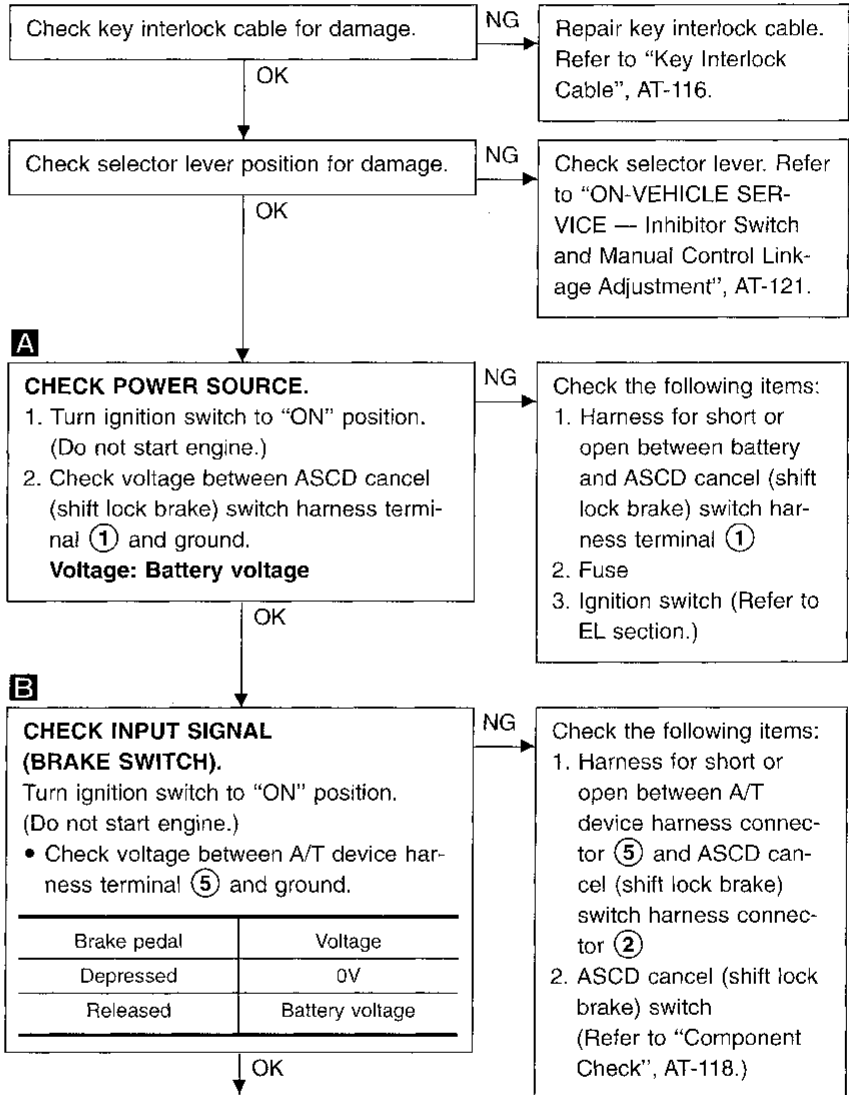 Check key interlock cable for damage.
NG
Repair key interlock cable.
Refer to “Key Interlock
Cable”, AT-116.
OK
Check selector lever position for damage.
NG
Check selector lever. Refer
to “ON-VEHICLE SER-
VICE — Inhibitor Switch
and Manual Control Link-
age Adjustment”, AT-121.
OK
A
CHECK POWER SOURCE.
1. Turn ignition switch to “ON” position.
(Do not start engine.)
2. Check voltage between ASCD cancel
(shift lock brake) switch harness termi-
nal ① and ground.
Voltage: Battery voltage
NG
Check the following items:
1. Harness for short or
open between battery
and ASCD cancel (shift
lock brake) switch har-
ness terminal ①
2. Fuse
3. Ignition switch (Refer to
EL section.)
OK
B
CHECK INPUT SIGNAL
(BRAKE SWITCH).
Turn ignition switch to “ON” position.
(Do not start engine.)
• Check voltage between A/T device har-
ness terminal ⑤ and ground.
Brake pedal Voltage
Depressed 0V
Released Battery voltage
NG
Check the following items:
1. Harness for short or
open between A/T
device harness connec-
tor ⑤ and ASCD can-
cel (shift lock brake)
switch harness connec-
tor ②
2. ASCD cancel (shift lock
brake) switch
(Refer to “Component
Check”, AT-118.)
OK